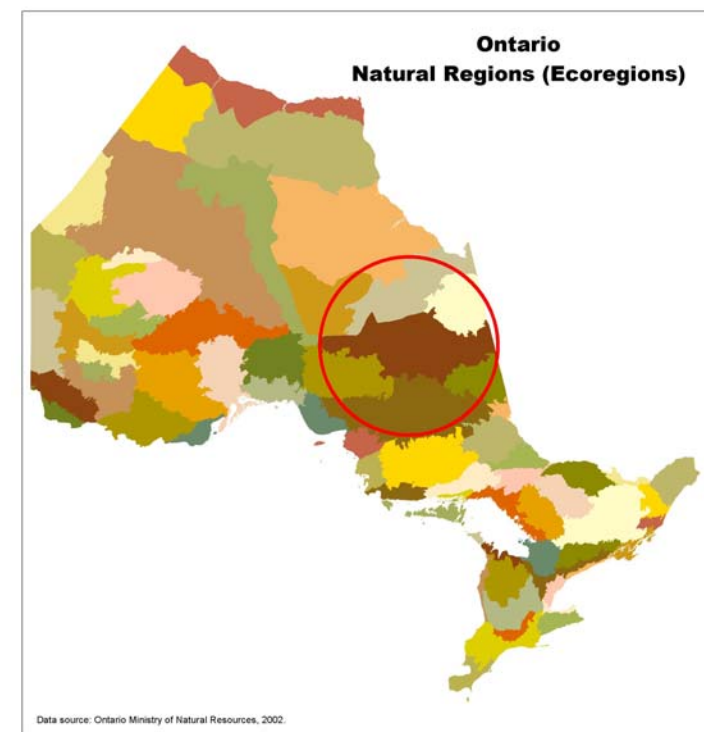 Ontario
Natural Regions (Ecoregions)
Data source: Ontario Ministry of Natural Resources, 2002.